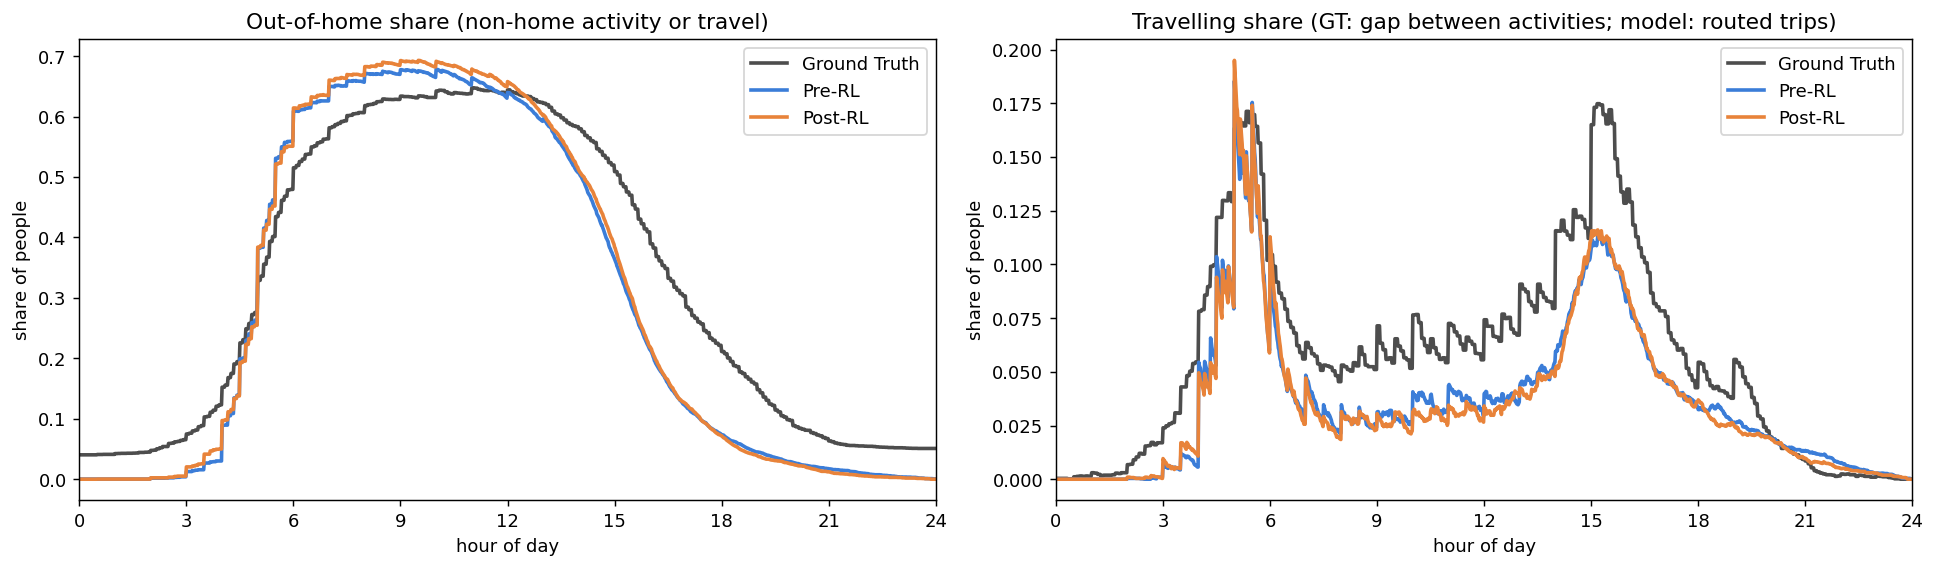 Out-of-home share (non-home activity or travel)
share of people
0.7
0.6
0.5
0.4
0.3
0.2
0.1
0.0
Ground Truth
Pre-RL
Post-RL
0 3 6 9 12 15 18 21 24
hour of day
Travelling share (GT: gap between activities; model: routed trips)
share of people
0.200
0.175
0.150
0.125
0.100
0.075
0.050
0.025
0.000
Ground Truth
Pre-RL
Post-RL
0 3 6 9 12 15 18 21 24
hour of day